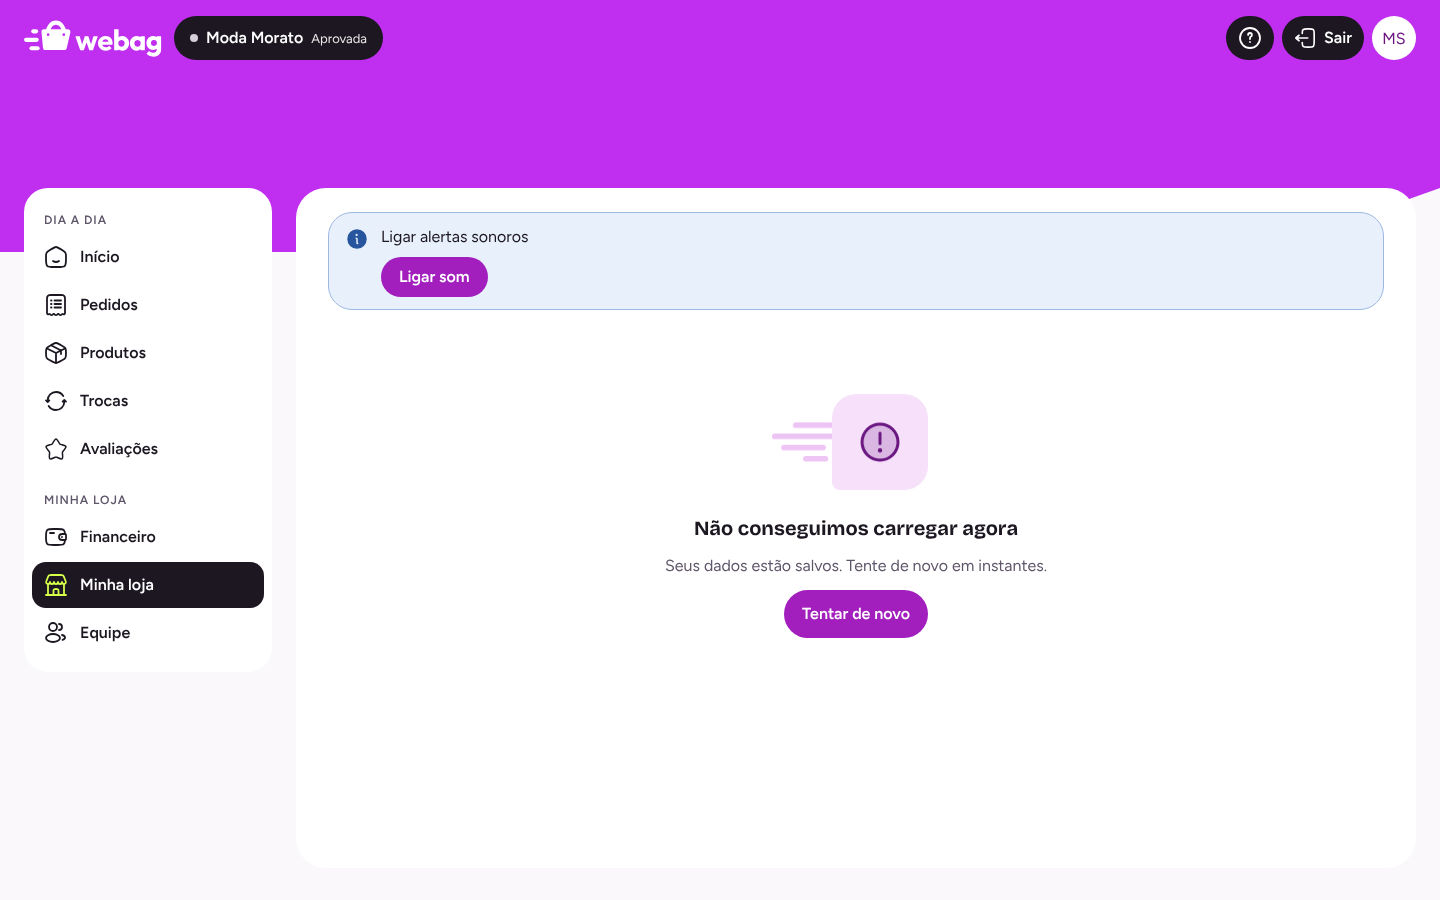 webag
Moda Morato Aprovada
Sair
MS
DIA A DIA
Início
Pedidos
Produtos
Trocas
Avaliações
MINHA LOJA
Financeiro
Minha loja
Equipe
Ligar alertas sonoros
Ligar som
Não conseguimos carregar agora
Seus dados estão salvos. Tente de novo em instantes.
Tentar de novo